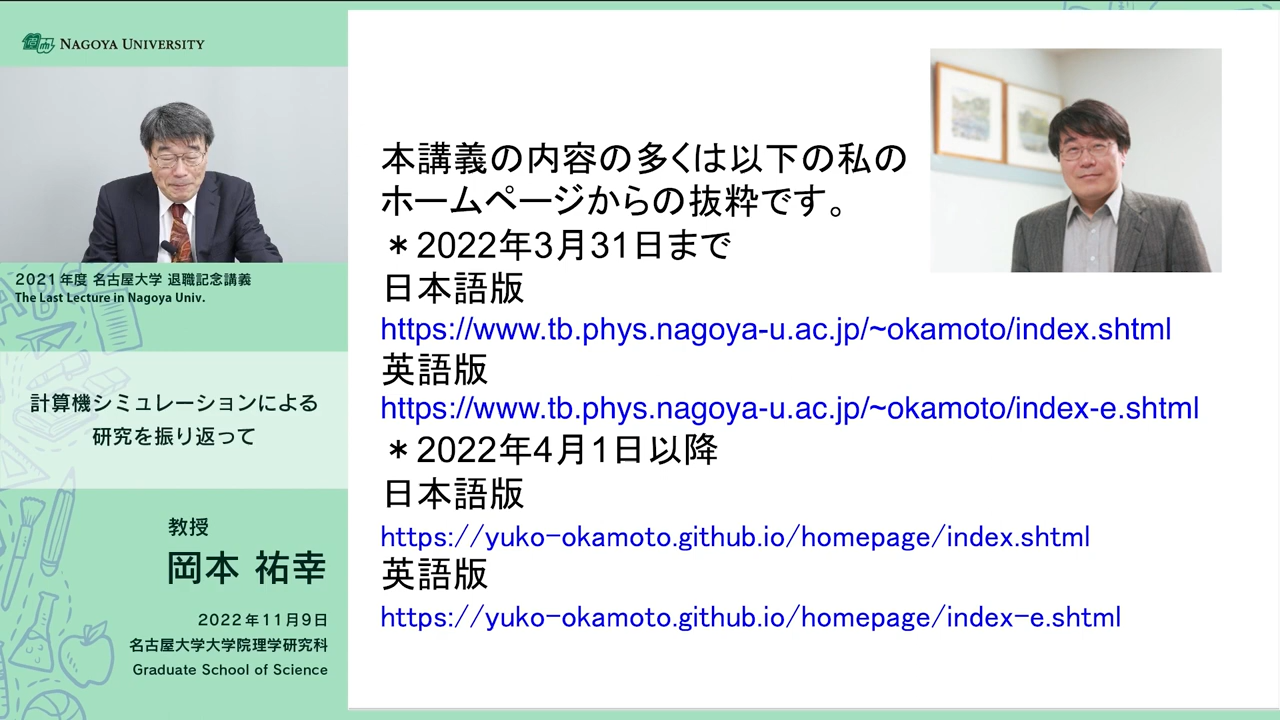 NAGOYA UNIVERSITY
2021年度 名古屋大学 退職記念講義
The Last Lecture in Nagoya Univ.
計算機シミュレーションによる
研究を振り返って
教授
岡本 祐幸
2022年11月9日
名古屋大学大学院理学研究科
Graduate School of Science
本講義の内容の多くは以下の私の
ホームページからの抜粋です。
＊2022年3月31日まで
日本語版
https://www.tb.phys.nagoya-u.ac.jp/~okamoto/index.shtml
英語版
https://www.tb.phys.nagoya-u.ac.jp/~okamoto/index-e.shtml
＊2022年4月1日以降
日本語版
https://yuko-okamoto.github.io/homepage/index.shtml
英語版
https://yuko-okamoto.github.io/homepage/index-e.shtml